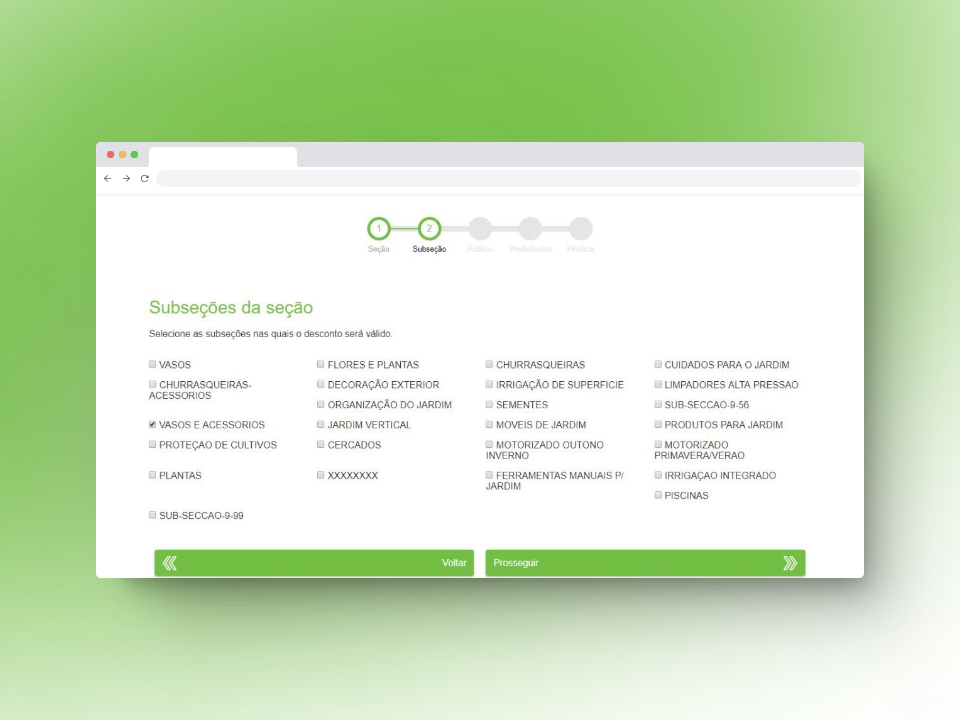 1
2
Seção
Subseção
Público
Preferências
Finalizar
Subseções da seção
Selecione as subseções nas quais o desconto será válido.
VASOS
FLORES E PLANTAS
CHURRASQUEIRAS
CUIDADOS PARA O JARDIM
CHURRASQUEIRAS-
ACESSORIOS
DECORAÇÃO EXTERIOR
IRRIGAÇÃO DE SUPERFICIE
LIMPADORES ALTA PRESSAO
ORGANIZAÇÃO DO JARDIM
SEMENTES
SUB-SECCAO-9-56
VASOS E ACESSORIOS
JARDIM VERTICAL
MOVEIS DE JARDIM
PRODUTOS PARA JARDIM
PROTEÇAO DE CULTIVOS
CERCADOS
MOTORIZADO OUTONO
INVERNO
MOTORIZADO
PRIMAVERA/VERAO
PLANTAS
XXXXXXXX
FERRAMENTAS MANUAIS P/
JARDIM
IRRIGAÇAO INTEGRADO
PISCINAS
SUB-SECCAO-9-99
Voltar
Prosseguir